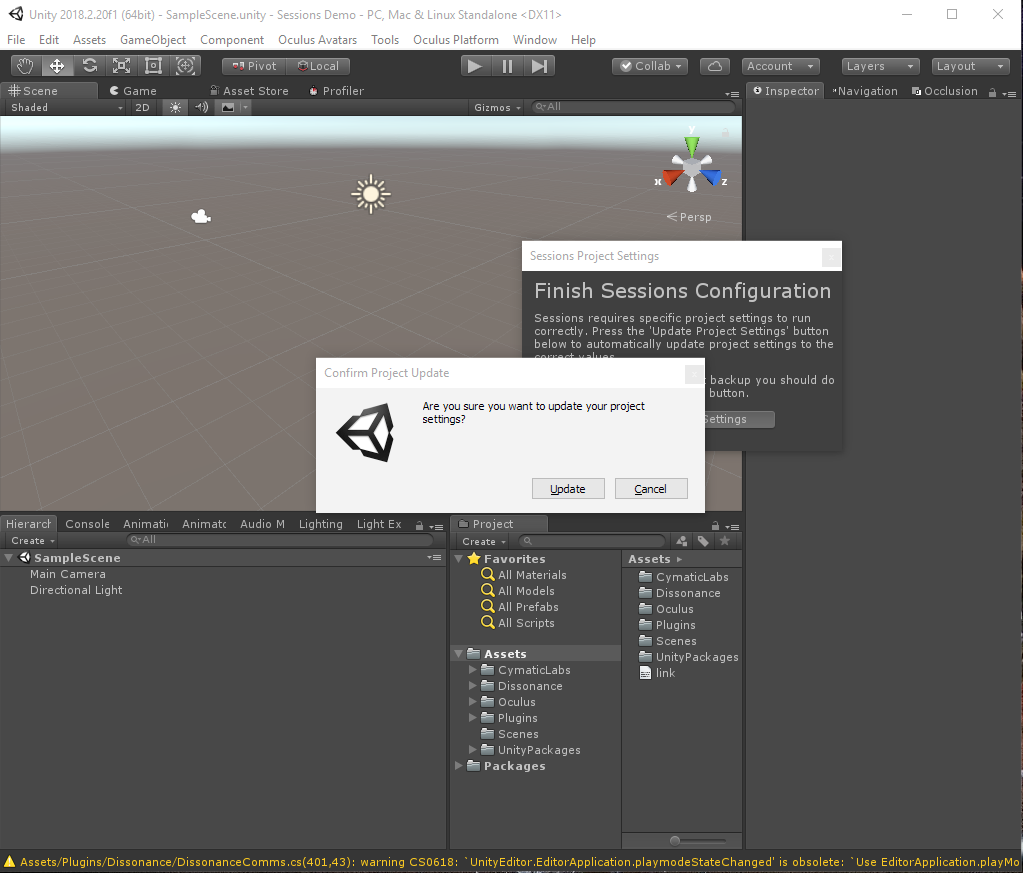 Unity 2018.2.20f1 (64bit) - SampleScene.unity - Sessions Demo - PC, Mac & Linux Standalone <DX11>
File Edit Assets GameObject Component Oculus Avatars Tools Oculus Platform Window Help
Pivot Local Collab Account Layers Layout
Scene Game Asset Store Profiler Inspector Navigation Occlusion
Shaded 2D Gizmos All
y
x z
Persp
Sessions Project Settings
Finish Sessions Configuration
Sessions requires specific project settings to run
correctly. Press the 'Update Project Settings' button
below to automatically update project settings to the
correct values.
backup you should do
button.
Settings
Confirm Project Update
Are you sure you want to update your project
settings?
Update Cancel
Hierarch Console Animati Animato Audio M Lighting Light Ex
Create All
SampleScene
Main Camera
Directional Light
Project
Create
Favorites
All Materials
All Models
All Prefabs
All Scripts
Assets
CymaticLabs
Dissonance
Oculus
Plugins
Scenes
UnityPackages
Packages
Assets
CymaticLabs
Dissonance
Oculus
Plugins
Scenes
UnityPackages
link
Assets/Plugins/Dissonance/DissonanceComms.cs(401,43): warning CS0618: `UnityEditor.EditorApplication.playmodeStateChanged' is obsolete: `Use EditorApplication.playMo